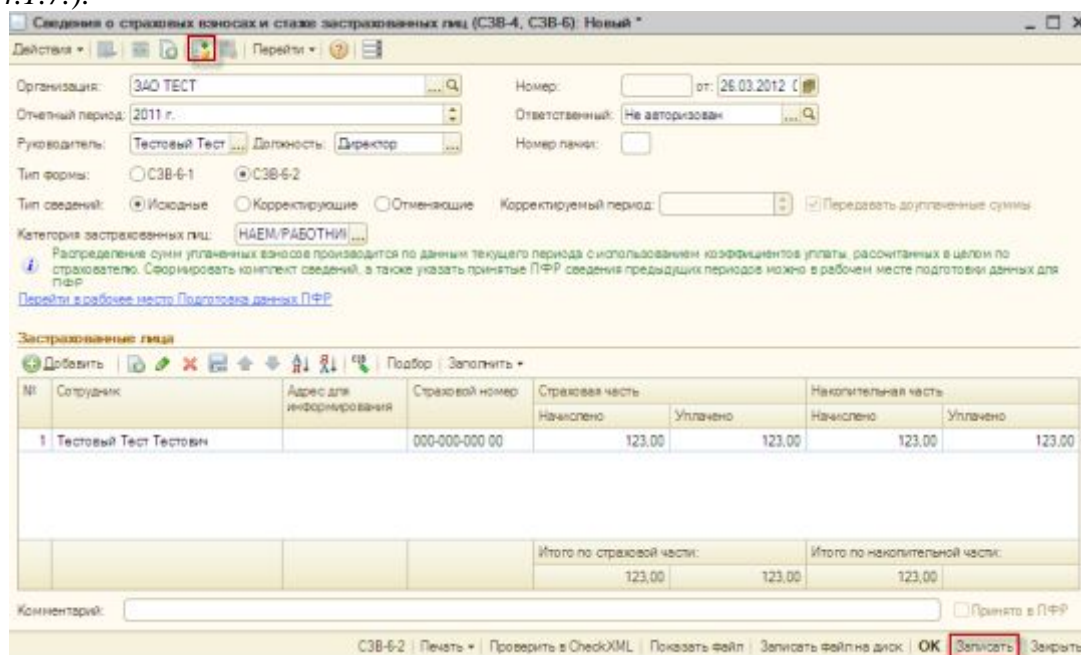 4.1.7.).
Сведения о страховых взносах и стаже застрахованных лиц (СЗВ-4, СЗВ-6): Новый *
Действия Перейти
Организация: ЗАО ТЕСТ ... Номер: от: 26.03.2012
Отчетный период: 2011 г. Ответственный: Не авторизован ...
Руководитель: Тестовый Тест ... Должность: Директор ... Номер пачки:
Тип формы: СЗВ-6-1 СЗВ-6-2
Тип сведений: Исходные Корректирующие Отменяющие Корректируемый период: Передавать доуплаченные суммы
Категория застрахованных лиц: НАЕМ/РАБОТНИК ...
Распределение сумм уплаченных взносов производится по данным текущего периода с использованием коэффициентов уплаты, рассчитанных в целом по
страхователю. Сформировать комплект сведений, а также указать принятые ПФР сведения предыдущих периодов можно в рабочем месте подготовки данных для
ПФР
Перейти в рабочее место Подготовка данных ПФР
Застрахованные лица
Добавить Подбор Заполнить
№ Сотрудник Адрес для информирования Страховой номер Страховая часть Накопительная часть
Начислено Уплачено Начислено Уплачено
1 Тестовый Тест Тестович 000-000-000 00 123,00 123,00 123,00 123,00
Итого по страховой части: Итого по накопительной части:
123,00 123,00 123,00
Комментарий: Принято в ПФР
СЗВ-6-2 Печать Проверить в CheckXML Показать файл Записать файл на диск OK Записать Закрыть